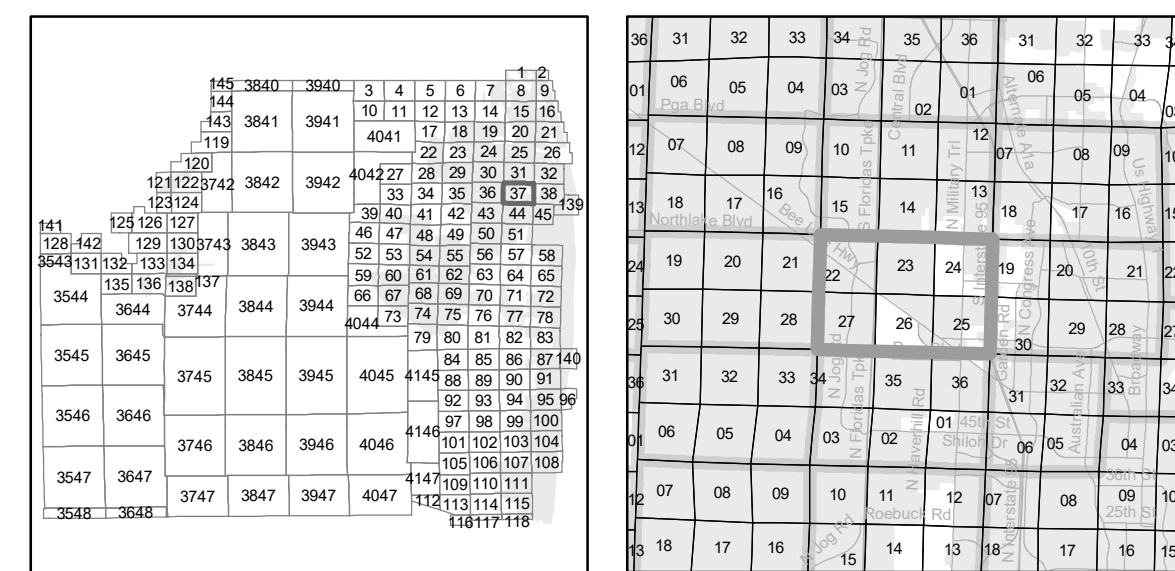 1 2
145 3840 3940 3 4 5 6 7 8 9
144
10 11 12 13 14 15 16
143 3841 3941
119 4041 17 18 19 20 21
22 23 24 25 26
120
4042 27 28 29 30 31 32
121 122 3742 3842 3942
33 34 35 36 37 38
123 124 139
39 40 41 42 43 44 45
141 125 126 127
46 47 48 49 50 51
128 142 129 130 3743 3843 3943
52 53 54 55 56 57 58
3543 131 132 133 134
59 60 61 62 63 64 65
135 136 138 137
3544 66 67 68 69 70 71 72
3644 3744 3844 3944
4044 73 74 75 76 77 78
79 80 81 82 83
3545 3645
84 85 86 87 140
3745 3845 3945 4045 4145
88 89 90 91
92 93 94 95 96
3546 3646
97 98 99 100
4146
3746 3846 3946 4046 101 102 103 104
105 106 107 108
3547 3647
4147 109 110 111
3747 3847 3947 4047
112 113 114 115
3548 3648
116 117 118
36 31 32 33 34 35 36 31 32 33 34
N Jog Rd
Central Blvd
01 06 05 04 03 02 01 06 05 04
Pga Blvd
Alternate A1a
12 07 08 09 10 11 12 07 08 09 10
S Floridas Tpke
N Military Trl
Us Highway 1
13 18 17 16 15 14 13 18 17 16 15
Northlake Blvd
Bee Hwy
24 19 20 21 22 23 24 19 20 21 22
S Interstate 95
N Congress Ave
10th St
25 30 29 28 27 26 25 30 29 28 27
Garden Rd
Broadway
36 31 32 33 34 35 36 31 32 33 34
N Jog Rd
N Floridas Tpke
N Haverhill Rd
Australian Ave
01 06 05 04 03 02 01 06 05 04 03
45th St
Shiloh Dr
36th St
12 07 08 09 10 11 12 07 08 09 10
25th St
Roebuck Rd
N Interstate 95
13 18 17 16 15 14 13 18 17 16 15
N Jog Rd